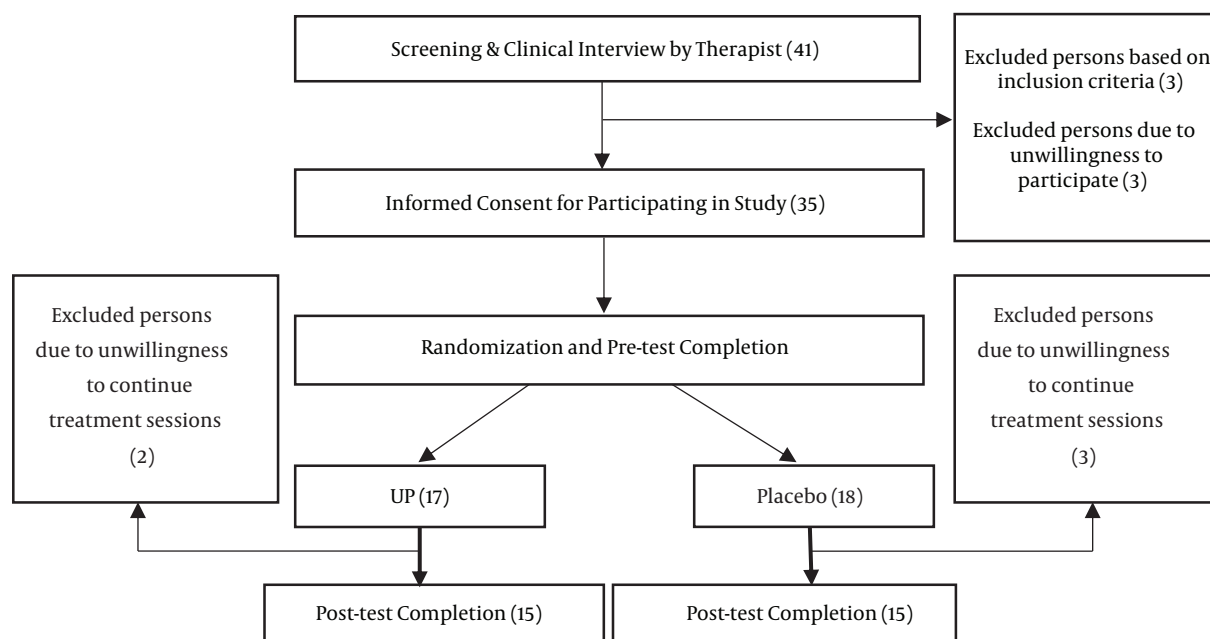 Screening & Clinical Interview by Therapist (41)
Excluded persons based on
inclusion criteria (3)
Excluded persons due to
unwillingness to
participate (3)
Informed Consent for Participating in Study (35)
Excluded persons
due to unwillingness
to continue
treatment sessions
(2)
Randomization and Pre-test Completion
Excluded persons
due to unwillingness
to continue
treatment sessions
(3)
UP (17)
Placebo (18)
Post-test Completion (15)
Post-test Completion (15)